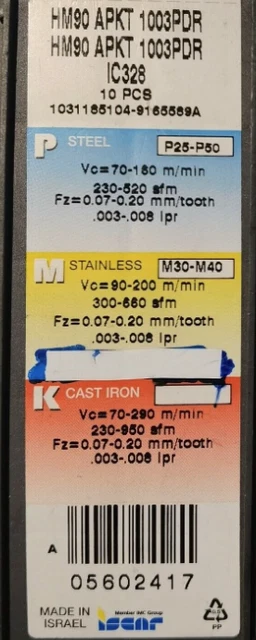 HM90 APKT 1003PDR
HM90 APKT 1003PDR
IC328
10 PCS
1031185104-9165589A
P STEEL P25-P50
Vc=70-160 m/min
230-520 sfm
Fz=0.07-0.20 mm/tooth
.003-.008 ipr
M STAINLESS M30-M40
Vc=90-200 m/min
300-660 sfm
Fz=0.07-0.20 mm/tooth
.003-.008 ipr
K CAST IRON
Vc=70-290 m/min
230-950 sfm
Fz=0.07-0.20 mm/tooth
.003-.008 ipr
A
05602417
MADE IN
ISRAEL
Member IMC Group
iscar
PP